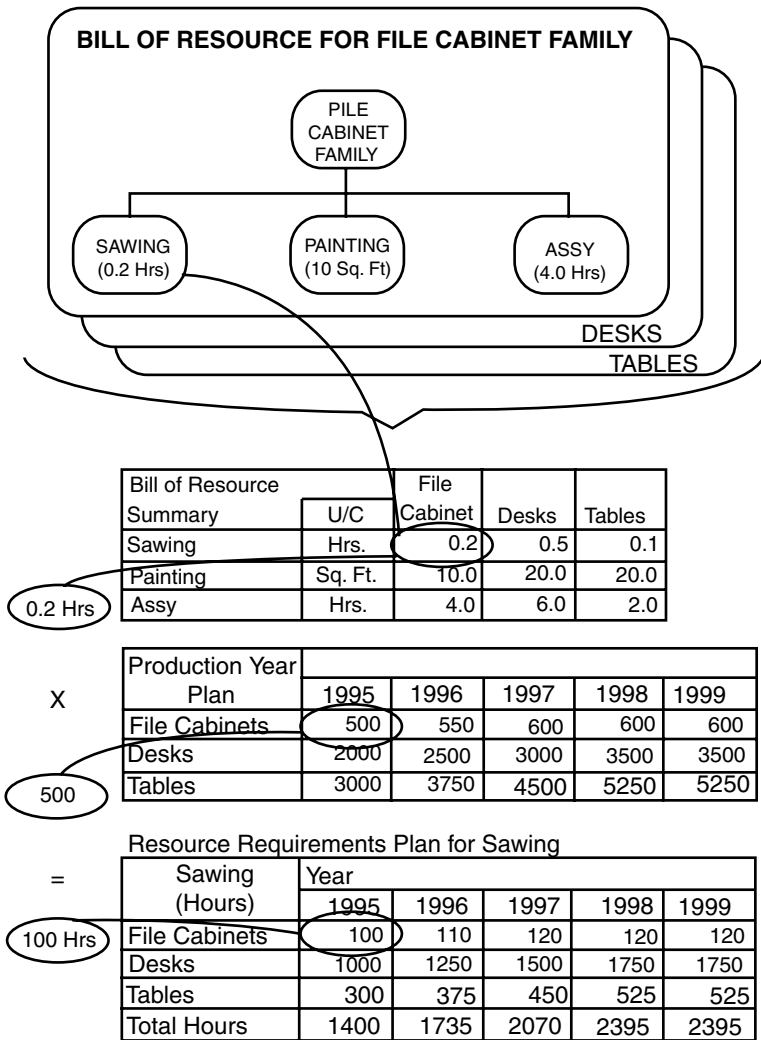 BILL OF RESOURCE FOR FILE CABINET FAMILY
PILE
CABINET
FAMILY
SAWING
(0.2 Hrs)
PAINTING
(10 Sq. Ft)
ASSY
(4.0 Hrs)
DESKS
TABLES
Bill of Resource File
Summary U/C Cabinet Desks Tables
Sawing Hrs. 0.2 0.5 0.1
Painting Sq. Ft. 10.0 20.0 20.0
0.2 Hrs Assy Hrs. 4.0 6.0 2.0
Production Year
X Plan 1995 1996 1997 1998 1999
File Cabinets 500 550 600 600 600
Desks 2000 2500 3000 3500 3500
500 Tables 3000 3750 4500 5250 5250
Resource Requirements Plan for Sawing
= Sawing Year
(Hours) 1995 1996 1997 1998 1999
100 Hrs File Cabinets 100 110 120 120 120
Desks 1000 1250 1500 1750 1750
Tables 300 375 450 525 525
Total Hours 1400 1735 2070 2395 2395